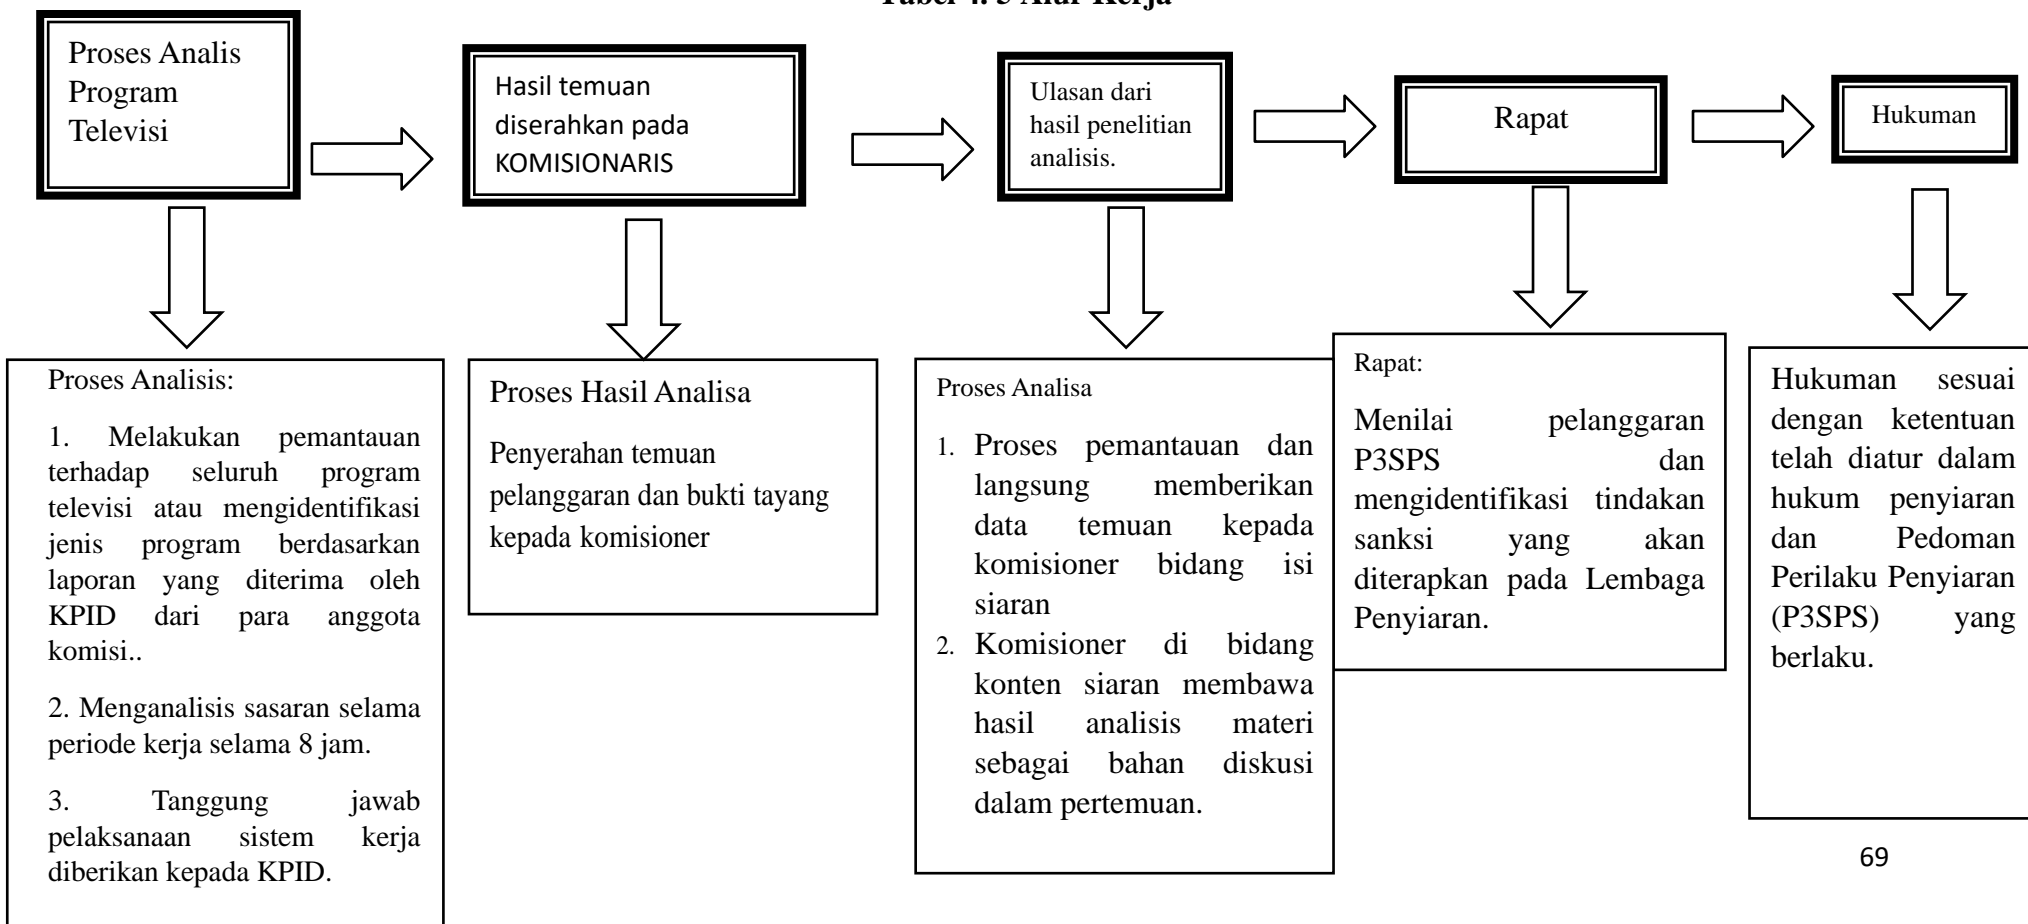 Tabel 4. 3 Alur Kerja
Proses Analis
Program
Televisi
Hasil temuan
diserahkan pada
KOMISIONARIS
Ulasan dari
hasil penelitian
analisis.
Rapat
Hukuman
Proses Analisis:
1. Melakukan pemantauan
terhadap seluruh program
televisi atau mengidentifikasi
jenis program berdasarkan
laporan yang diterima oleh
KPID dari para anggota
komisi..
2. Menganalisis sasaran selama
periode kerja selama 8 jam.
3. Tanggung jawab
pelaksanaan sistem kerja
diberikan kepada KPID.
Proses Hasil Analisa
Penyerahan temuan
pelanggaran dan bukti tayang
kepada komisioner
Proses Analisa
1. Proses pemantauan dan
langsung memberikan
data temuan kepada
komisioner bidang isi
siaran
2. Komisioner di bidang
konten siaran membawa
hasil analisis materi
sebagai bahan diskusi
dalam pertemuan.
Rapat:
Menilai pelanggaran
P3SPS dan
mengidentifikasi tindakan
sanksi yang akan
diterapkan pada Lembaga
Penyiaran.
Hukuman sesuai
dengan ketentuan
telah diatur dalam
hukum penyiaran
dan Pedoman
Perilaku Penyiaran
(P3SPS) yang
berlaku.
69